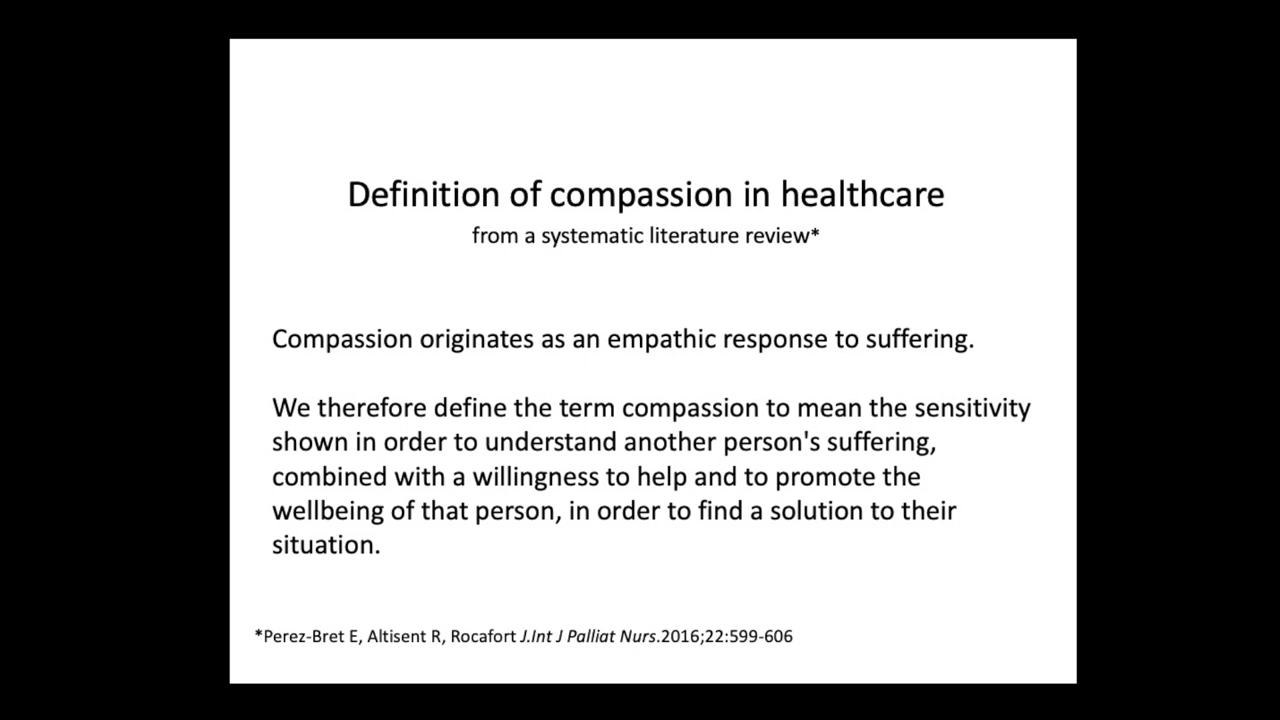 Definition of compassion in healthcare
from a systematic literature review*
Compassion originates as an empathic response to suffering.
We therefore define the term compassion to mean the sensitivity
shown in order to understand another person's suffering,
combined with a willingness to help and to promote the
wellbeing of that person, in order to find a solution to their
situation.
*Perez-Bret E, Altisent R, Rocafort J.Int J Palliat Nurs.2016;22:599-606